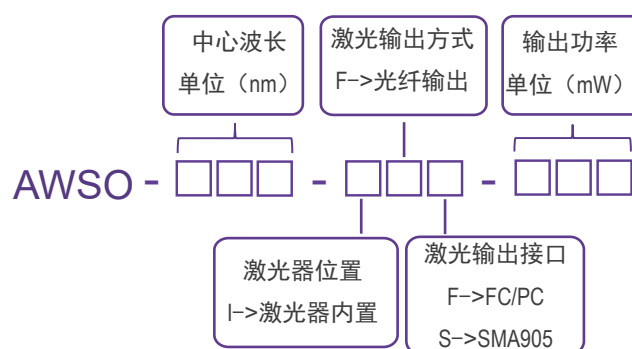 中心波长
单位（nm）
激光输出方式
F->光纤输出
输出功率
单位（mW）
AWSO - □□□ - □□□ - □□□
激光器位置
I->激光器内置
激光输出接口
F->FC/PC
S->SMA905